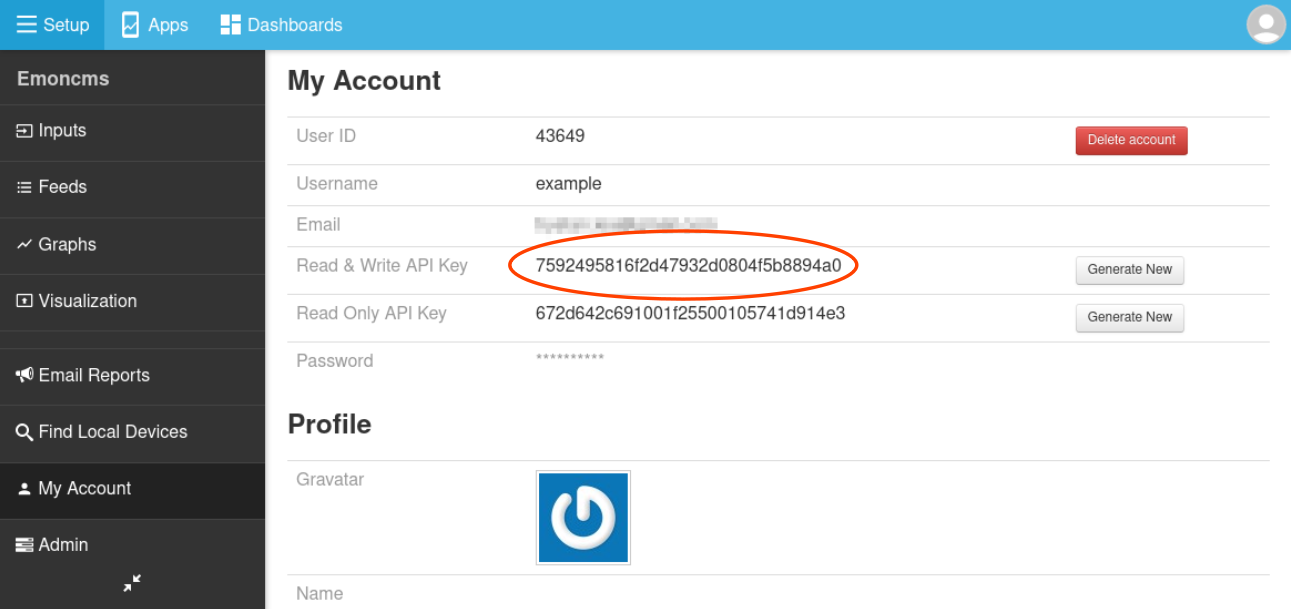 Setup Apps Dashboards
Emoncms
Inputs
Feeds
Graphs
Visualization
Email Reports
Find Local Devices
My Account
Admin
My Account
User ID 43649 Delete account
Username example
Email
Read & Write API Key 7592495816f2d47932d0804f5b8894a0 Generate New
Read Only API Key 672d642c691001f25500105741d914e3 Generate New
Password **********
Profile
Gravatar
Name